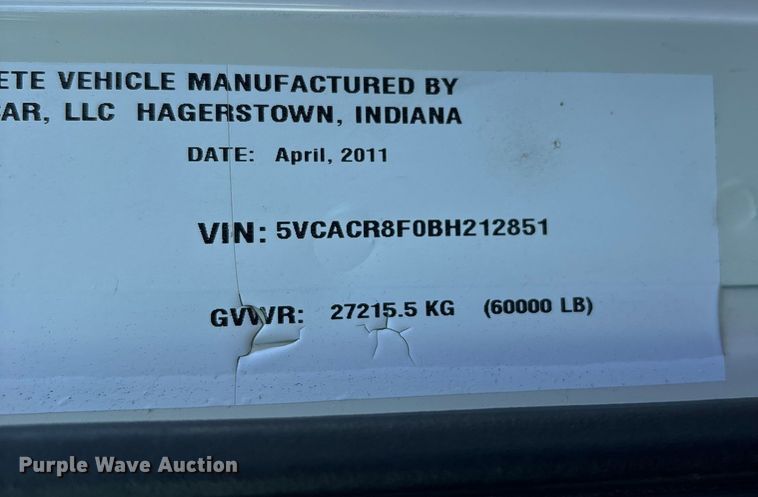 ETE VEHICLE MANUFACTURED BY
CAR, LLC HAGERSTOWN, INDIANA
DATE: April, 2011
VIN: 5VCACR8F0BH212851
GVWR: 27215.5 KG (60000 LB)
Purple Wave Auction